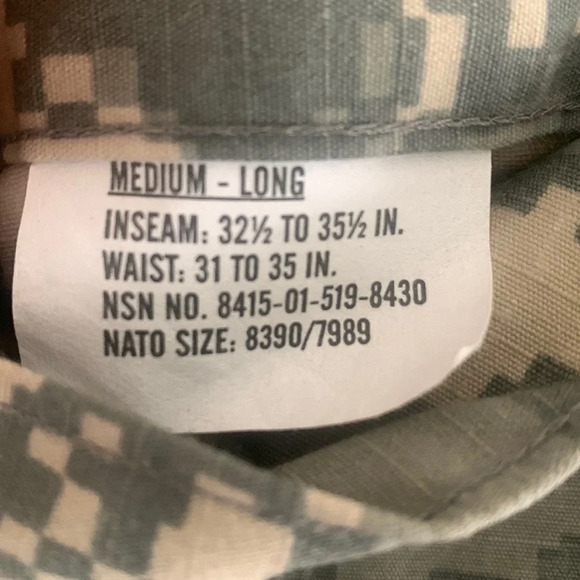 MEDIUM - LONG
INSEAM: 32½ TO 35½ IN.
WAIST: 31 TO 35 IN.
NSN NO. 8415-01-519-8430
NATO SIZE: 8390/7989